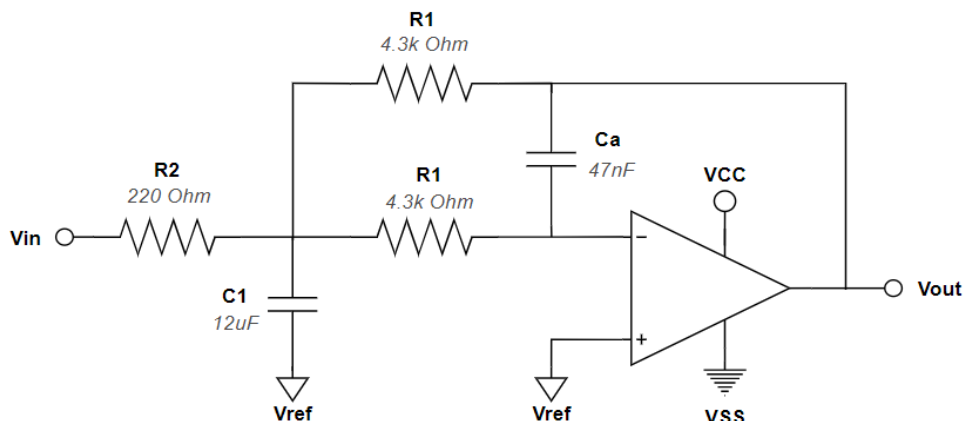 R1
4.3k Ohm
Ca
47nF
R2
220 Ohm
R1
4.3k Ohm
VCC
Vin
−
C1
12uF
Vout
+
Vref
Vref
VSS